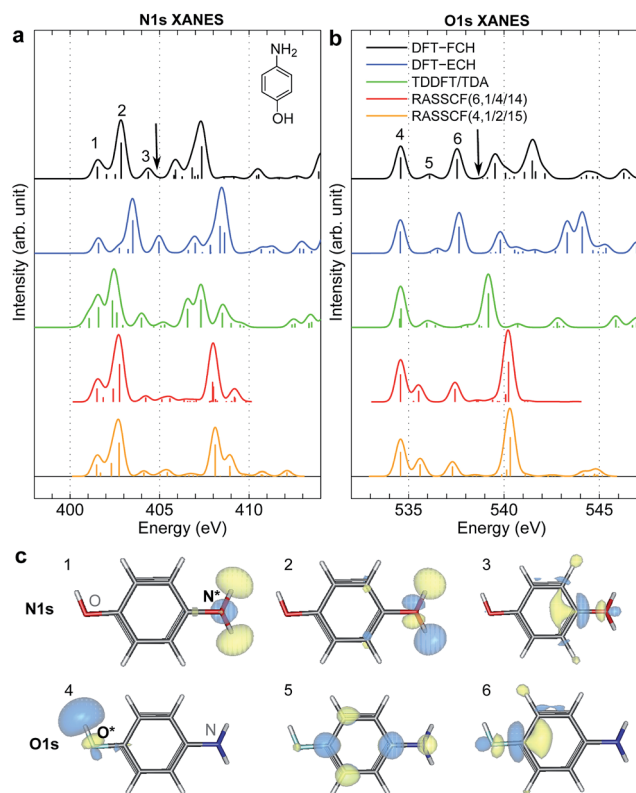 N1s XANES
O1s XANES
a
b
NH2
OH
1
2
3
DFT−FCH
DFT−ECH
TDDFT/TDA
RASSCF(6,1/4/14)
RASSCF(4,1/2/15)
4
5
6
Intensity (arb. unit)
Intensity (arb. unit)
400 405 410
535 540 545
Energy (eV)
Energy (eV)
c
1
2
3
N1s
O
N*
4
5
6
O1s
O*
N